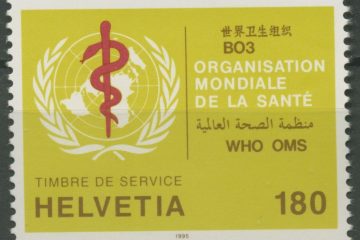 世界卫生组织
ВОЗ
ORGANISATION
MONDIALE
DE LA SANTÉ
منظمة الصحة العالمية
WHO OMS
TIMBRE DE SERVICE
HELVETIA 180
1995